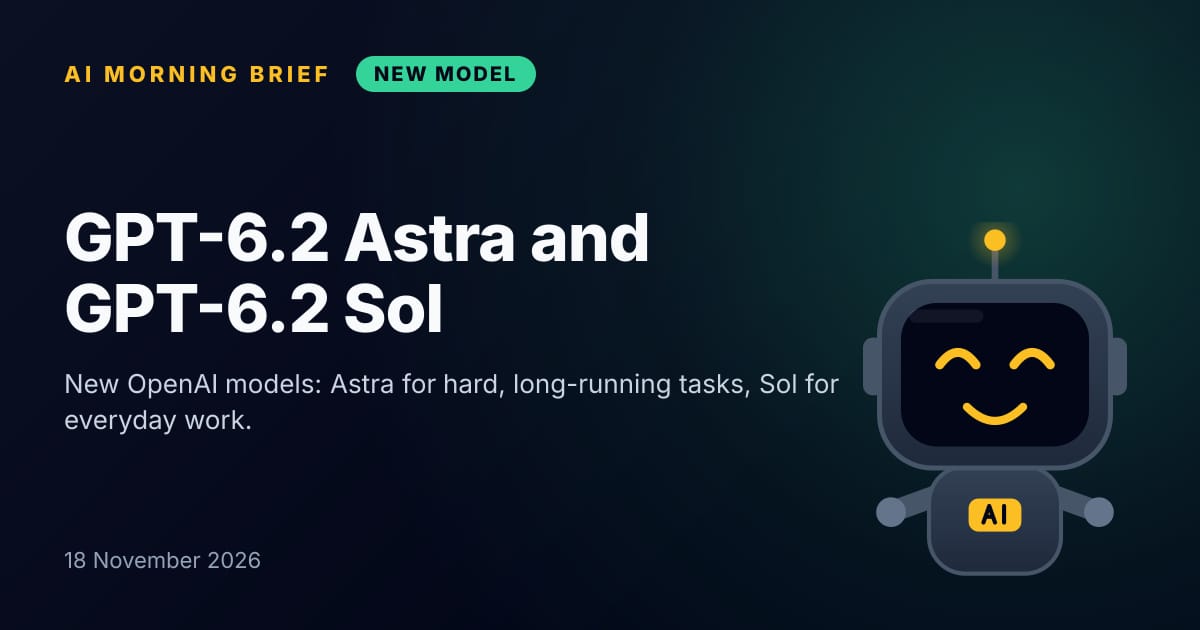 AI MORNING BRIEF
NEW MODEL
GPT-6.2 Astra and
GPT-6.2 Sol
New OpenAI models: Astra for hard, long-running tasks, Sol for
everyday work.
AI
18 November 2026